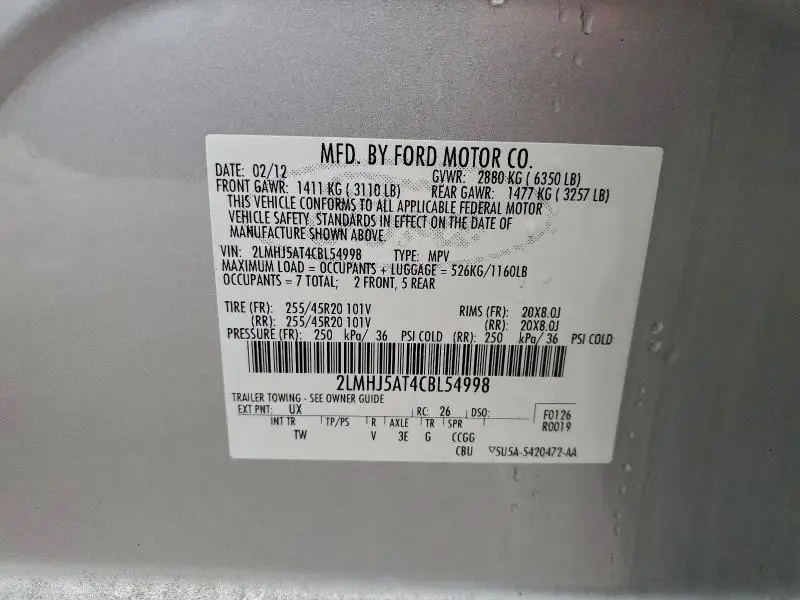 MFD. BY FORD MOTOR CO.
DATE: 02/12 GVWR: 2880 KG ( 6350 LB)
FRONT GAWR: 1411 KG ( 3110 LB) REAR GAWR: 1477 KG ( 3257 LB)
THIS VEHICLE CONFORMS TO ALL APPLICABLE FEDERAL MOTOR
VEHICLE SAFETY STANDARDS IN EFFECT ON THE DATE OF
MANUFACTURE SHOWN ABOVE.
VIN: 2LMHJ5AT4CBL54998 TYPE: MPV
MAXIMUM LOAD = OCCUPANTS + LUGGAGE = 526KG/1160LB
OCCUPANTS = 7 TOTAL; 2 FRONT, 5 REAR
TIRE (FR): 255/45R20 101V RIMS (FR): 20X8.0J
(RR): 255/45R20 101V (RR): 20X8.0J
PRESSURE (FR): 250 kPa/ 36 PSI COLD (RR): 250 kPa/ 36 PSI COLD
2LMHJ5AT4CBL54998
TRAILER TOWING - SEE OWNER GUIDE
EXT PNT: UX RC: 26 DSO: F0126
INT TR TP/PS R AXLE TR SPR R0019
TW V 3E G CCGG
CBU 5U5A-5420472-AA